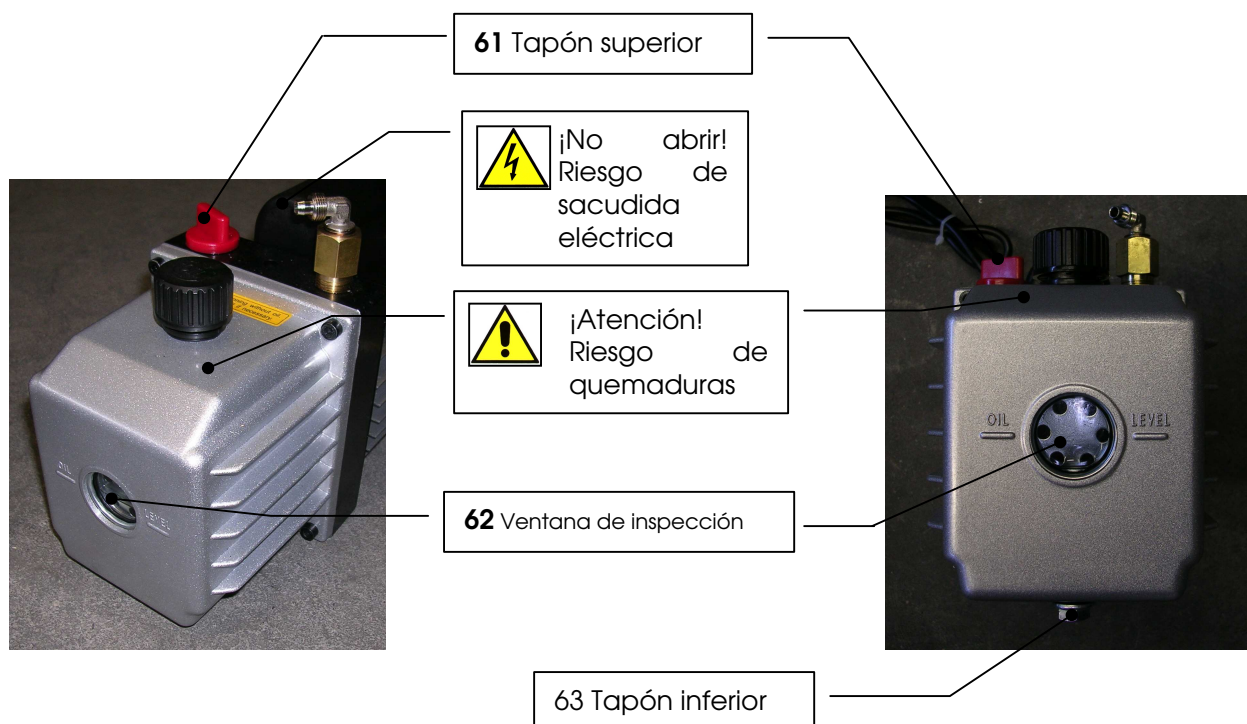 61 Tapón superior
¡No abrir!
Riesgo de
sacudida
eléctrica
¡Atención!
Riesgo de
quemaduras
OIL
LEVEL
62 Ventana de inspección
OIL LEVEL
63 Tapón inferior